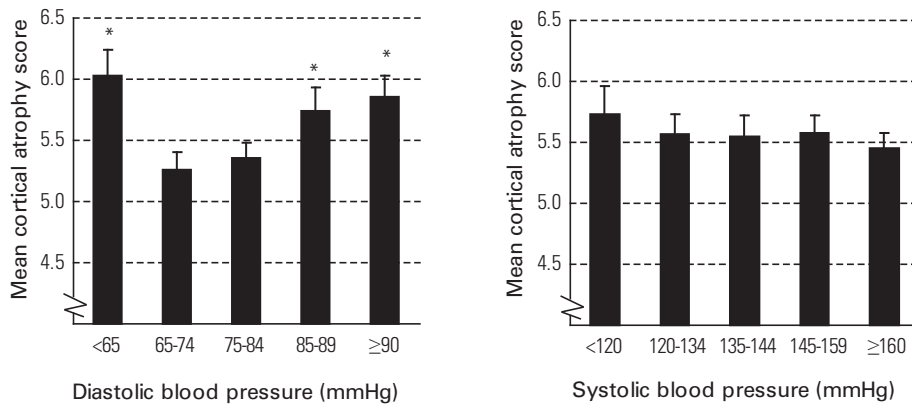 Mean cortical atrophy score
6.5
6.0
5.5
5.0
4.5
*
*
*
<65 65-74 75-84 85-89 ≥90
Diastolic blood pressure (mmHg)
Mean cortical atrophy score
6.5
6.0
5.5
5.0
4.5
<120 120-134 135-144 145-159 ≥160
Systolic blood pressure (mmHg)